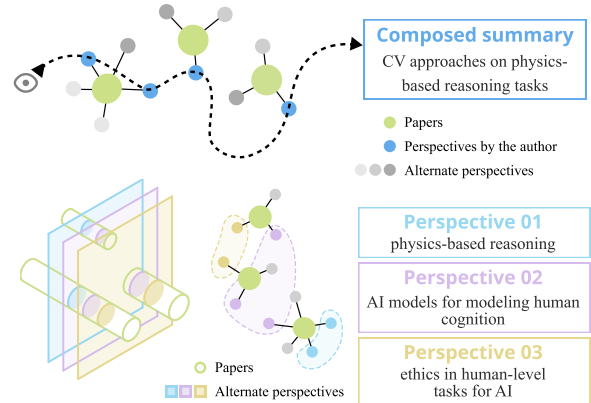 Composed summary
CV approaches on physics-
based reasoning tasks
Papers
Perspectives by the author
Alternate perspectives
Perspective 01
physics-based reasoning
Perspective 02
AI models for modeling human
cognition
Perspective 03
ethics in human-level
tasks for AI
Papers
Alternate perspectives